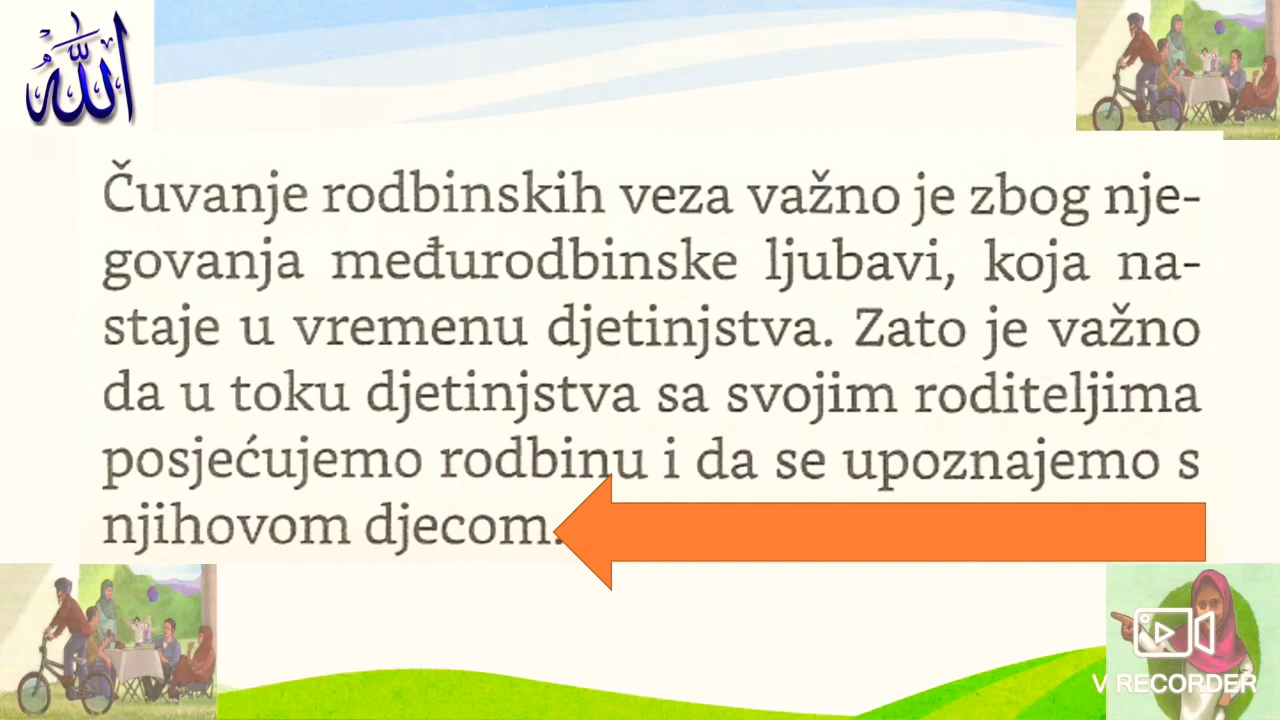 الله
Čuvanje rodbinskih veza važno je zbog nje-
govanja međurodbinske ljubavi, koja na-
staje u vremenu djetinjstva. Zato je važno
da u toku djetinjstva sa svojim roditeljima
posjećujemo rodbinu i da se upoznajemo s
njihovom djecom.
V RECORDER